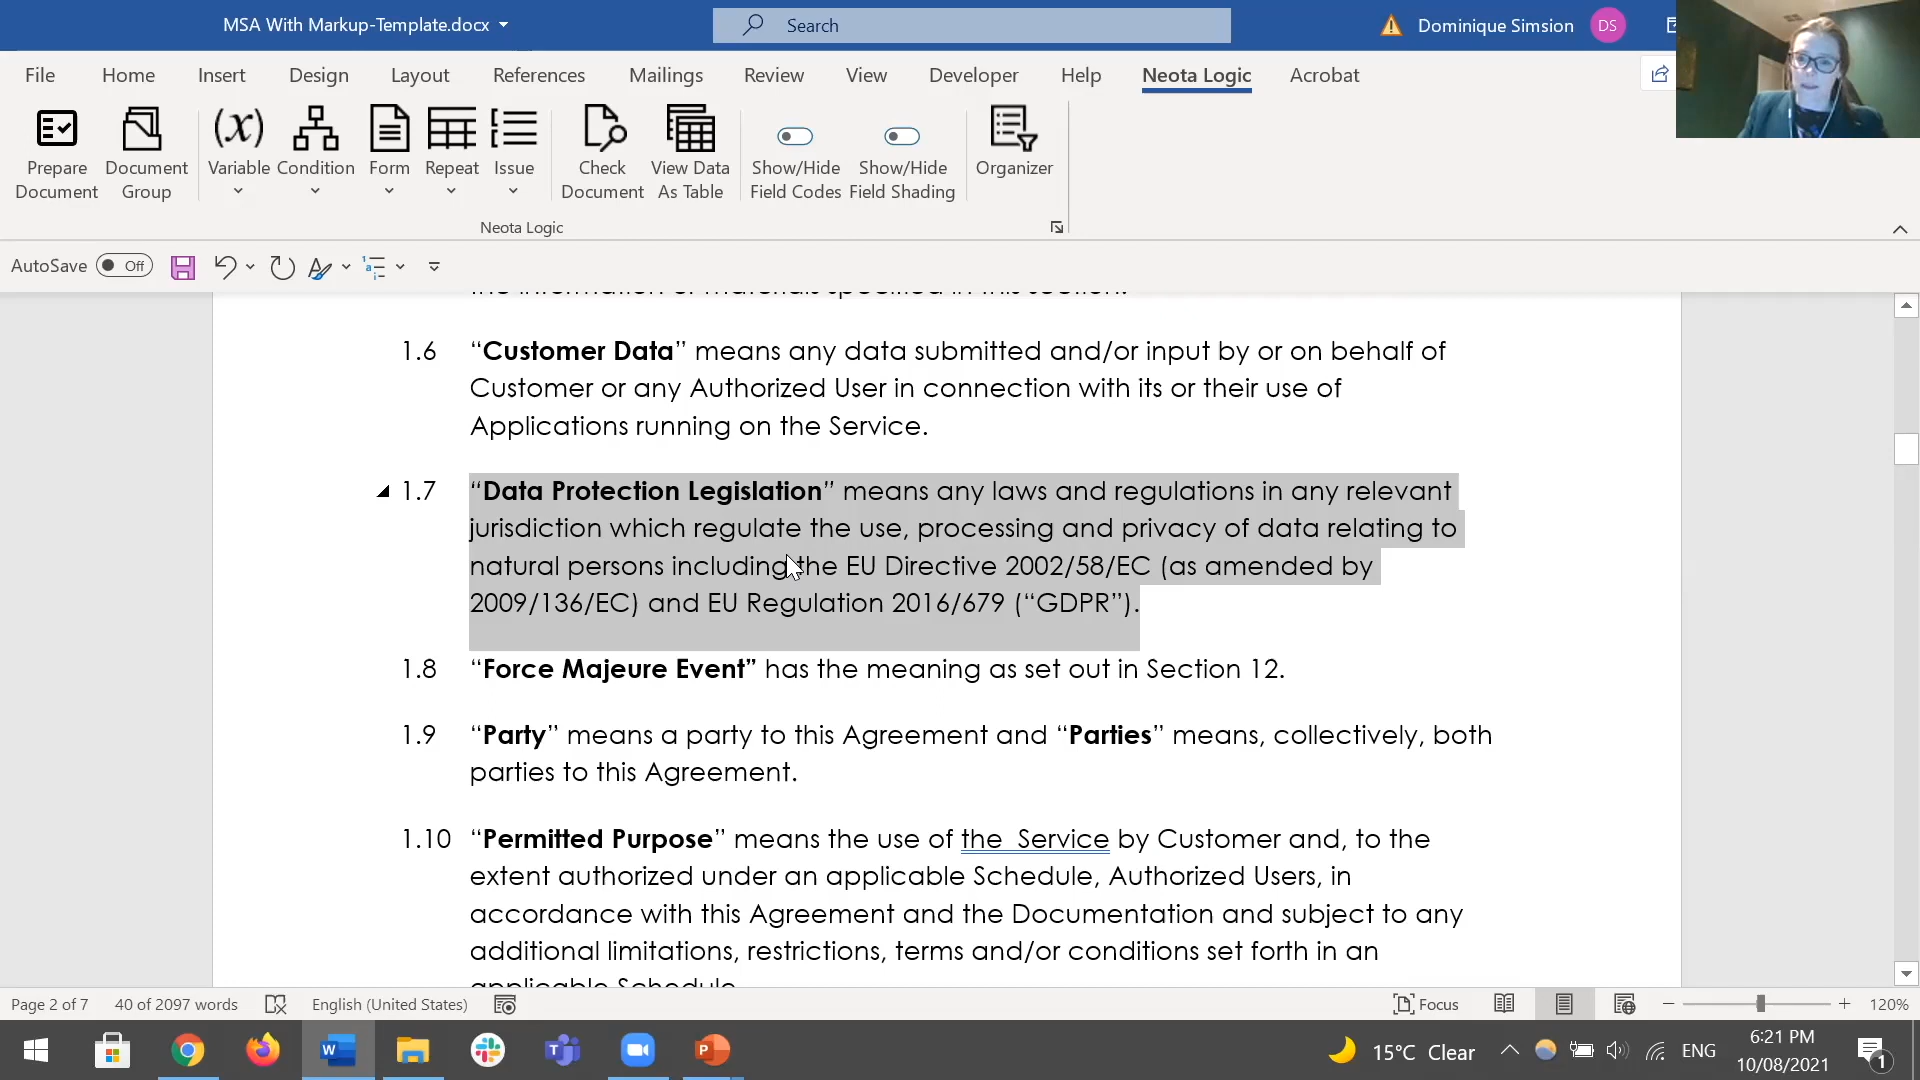 MSA With Markup-Template.docx
Search
Dominique Simsion
DS
File Home Insert Design Layout References Mailings Review View Developer Help Neota Logic Acrobat
Prepare Document
Document Group
Variable
Condition
Form
Repeat
Issue
Check Document
View Data As Table
Show/Hide Field Codes
Show/Hide Field Shading
Organizer
Neota Logic
AutoSave Off
the information or materials specified in this section.
1.6 “Customer Data” means any data submitted and/or input by or on behalf of
Customer or any Authorized User in connection with its or their use of
Applications running on the Service.
1.7 “Data Protection Legislation” means any laws and regulations in any relevant
jurisdiction which regulate the use, processing and privacy of data relating to
natural persons including the EU Directive 2002/58/EC (as amended by
2009/136/EC) and EU Regulation 2016/679 (“GDPR”).
1.8 “Force Majeure Event” has the meaning as set out in Section 12.
1.9 “Party” means a party to this Agreement and “Parties” means, collectively, both
parties to this Agreement.
1.10 “Permitted Purpose” means the use of the  Service by Customer and, to the
extent authorized under an applicable Schedule, Authorized Users, in
accordance with this Agreement and the Documentation and subject to any
additional limitations, restrictions, terms and/or conditions set forth in an
applicable Schedule.
Page 2 of 7 40 of 2097 words English (United States) Focus 120%
15°C Clear ENG
6:21 PM
10/08/2021
1